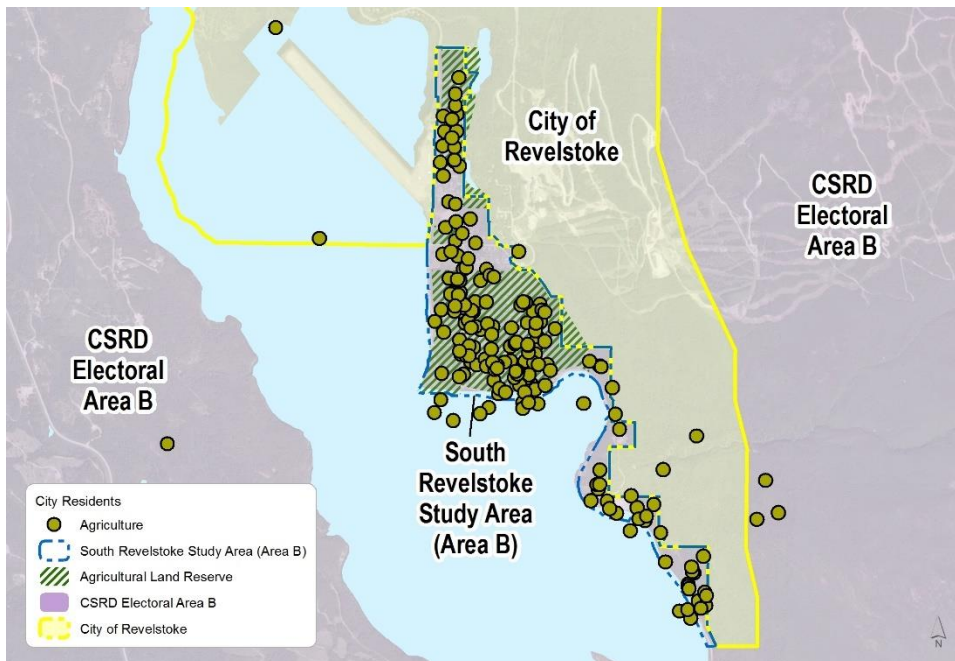 City of
Revelstoke
CSRD
Electoral
Area B
CSRD
Electoral
Area B
South
Revelstoke
Study Area
(Area B)
City Residents
Agriculture
South Revelstoke Study Area (Area B)
Agricultural Land Reserve
CSRD Electoral Area B
City of Revelstoke
N